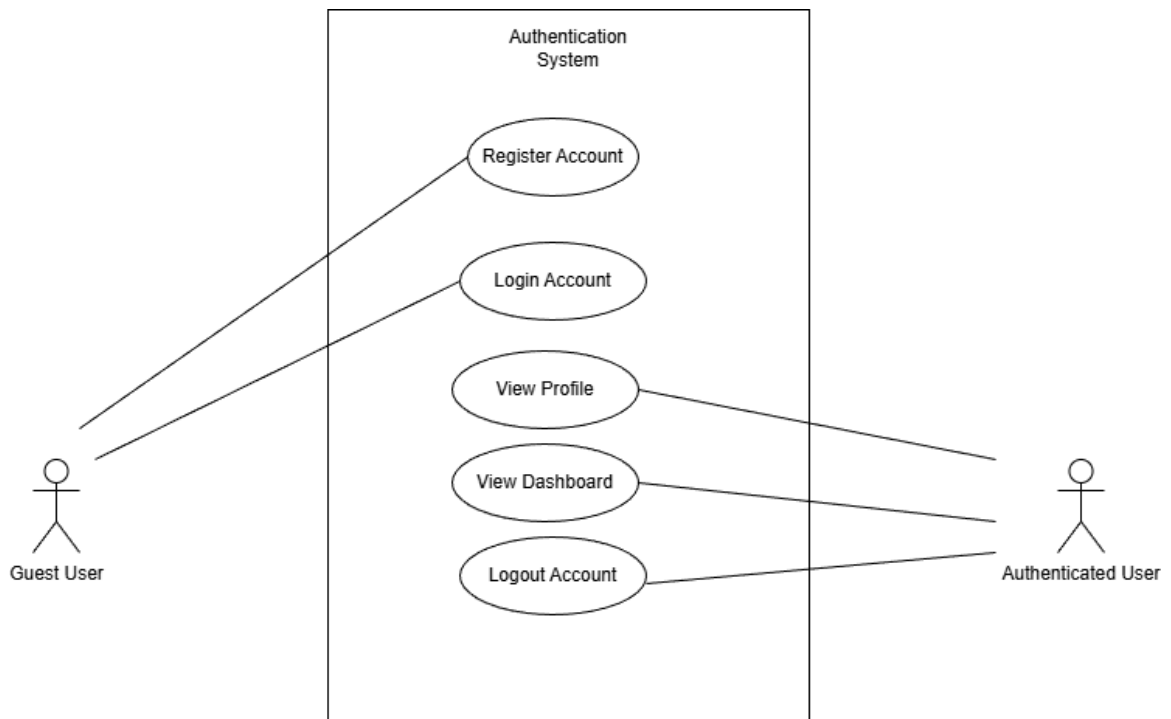 Authentication
System
Register Account
Login Account
View Profile
View Dashboard
Logout Account
Guest User
Authenticated User